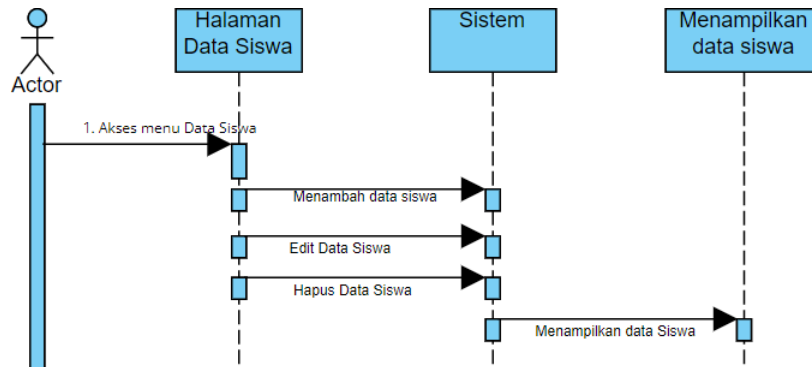 Halaman
Data Siswa
Sistem
Menampilkan
data siswa
Actor
1. Akses menu Data Siswa
Menambah data siswa
Edit Data Siswa
Hapus Data Siswa
Menampilkan data Siswa